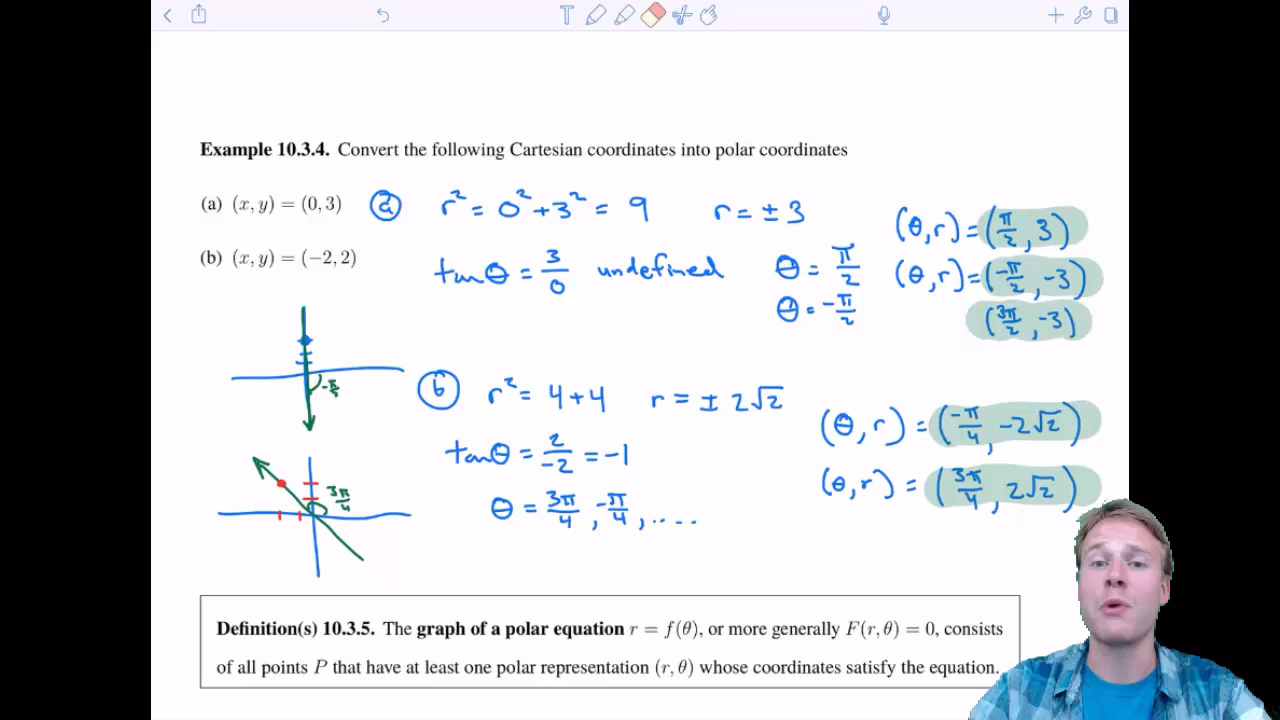 Example 10.3.4. Convert the following Cartesian coordinates into polar coordinates
(a) (x, y) = (0, 3)
(b) (x, y) = (−2, 2)
ⓐ r² = 0² + 3² = 9 r = ± 3
tanθ = 3/0 undefined θ = π/2
θ = -π/2
(θ, r) = (π/2, 3)
(θ, r) = (-π/2, -3)
(3π/2, -3)
-π/2
ⓑ r² = 4 + 4 r = ± 2√2
tanθ = 2/-2 = -1
θ = 3π/4, -π/4, .....
(θ, r) = (-π/4, -2√2)
(θ, r) = (3π/4, 2√2)
3π/4
Definition(s) 10.3.5. The graph of a polar equation r = f(θ), or more generally F(r, θ) = 0, consists
of all points P that have at least one polar representation (r, θ) whose coordinates satisfy the equation.